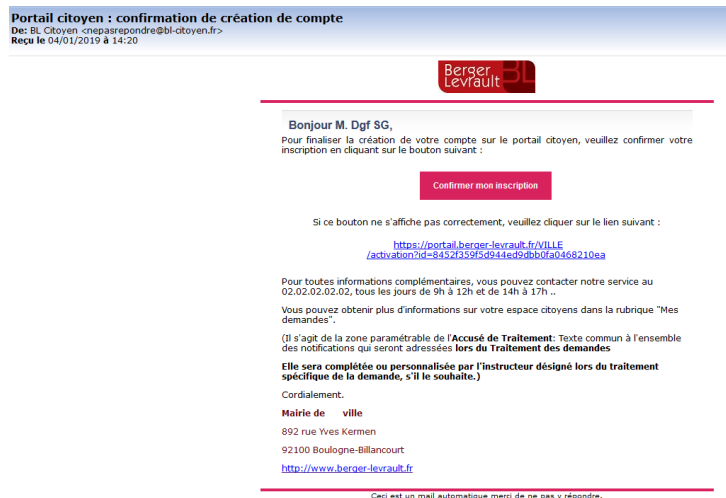 Portail citoyen : confirmation de création de compte
De: BL Citoyen <nepasrepondre@bl-citoyen.fr>
Reçu le 04/01/2019 à 14:20
Berger
Levrault
BL
Bonjour M. Dgf SG,
Pour finaliser la création de votre compte sur le portail citoyen, veuillez confirmer votre
inscription en cliquant sur le bouton suivant :
Confirmer mon inscription
Si ce bouton ne s'affiche pas correctement, veuillez cliquer sur le lien suivant :
https://portail.berger-levrault.fr/VILLE
/activation?id=8452f359f5d944ed9dbb0fa0468210ea
Pour toutes informations complémentaires, vous pouvez contacter notre service au
02.02.02.02.02, tous les jours de 9h à 12h et de 14h à 17h ..
Vous pouvez obtenir plus d'informations sur votre espace citoyens dans la rubrique "Mes
demandes".
(Il s'agit de la zone paramétrable de l'Accusé de Traitement: Texte commun à l'ensemble
des notifications qui seront adressées lors du Traitement des demandes
Elle sera complétée ou personnalisée par l'instructeur désigné lors du traitement
spécifique de la demande, s'il le souhaite.)
Cordialement.
Mairie de ville
892 rue Yves Kermen
92100 Boulogne-Billancourt
http://www.berger-levrault.fr
Ceci est un mail automatique merci de ne pas y répondre.